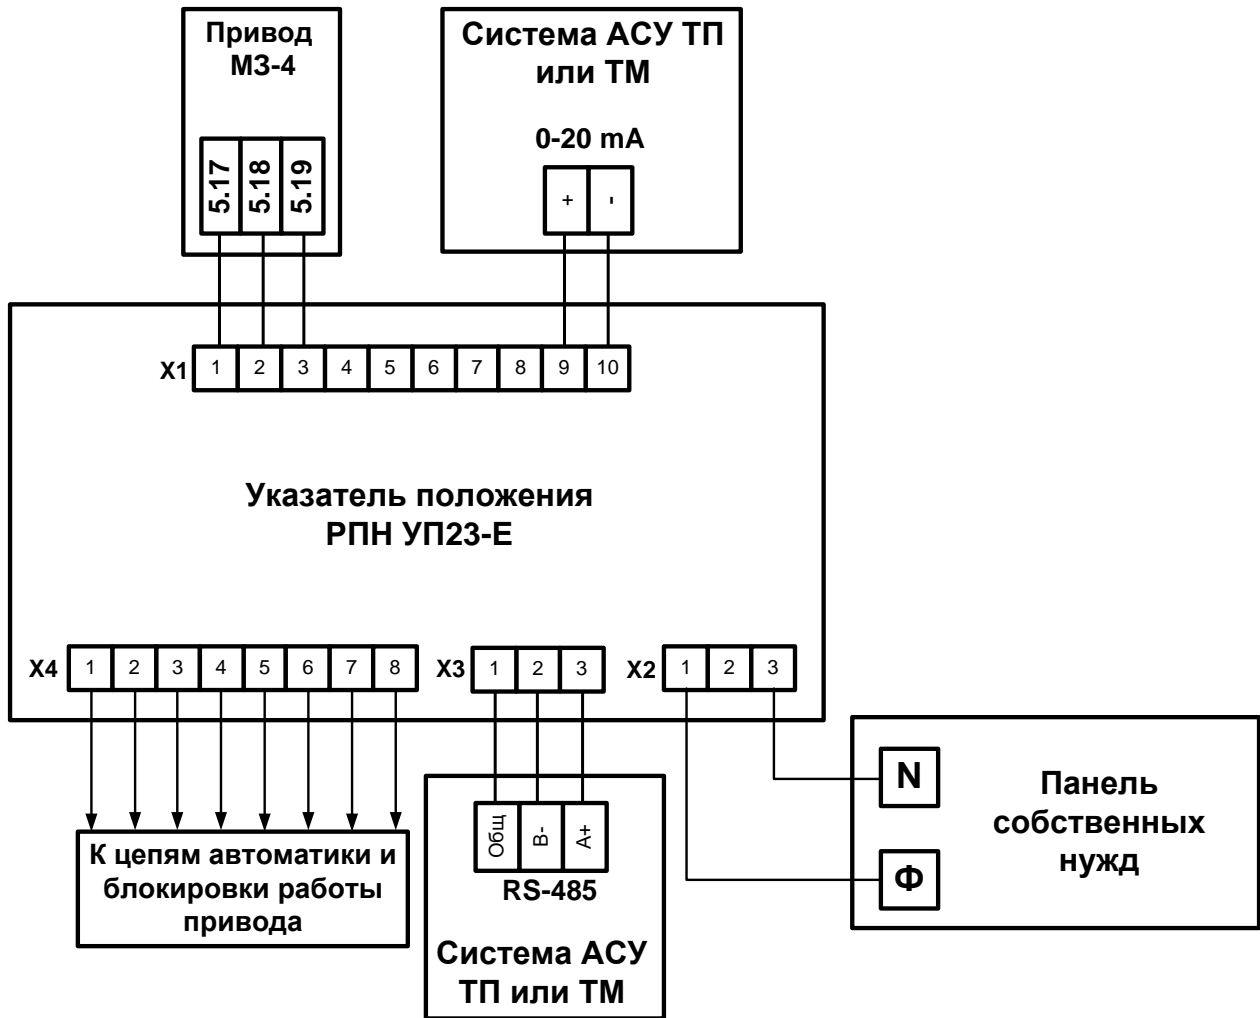 Привод
МЗ-4
5.17 5.18 5.19
Система АСУ ТП
или ТМ
0-20 mA
+ -
X1 1 2 3 4 5 6 7 8 9 10
Указатель положения
РПН УП23-Е
X4 1 2 3 4 5 6 7 8
X3 1 2 3
X2 1 2 3
К цепям автоматики и
блокировки работы
привода
Общ B- A+
RS-485
Система АСУ
ТП или ТМ
N
Ф
Панель
собственных
нужд